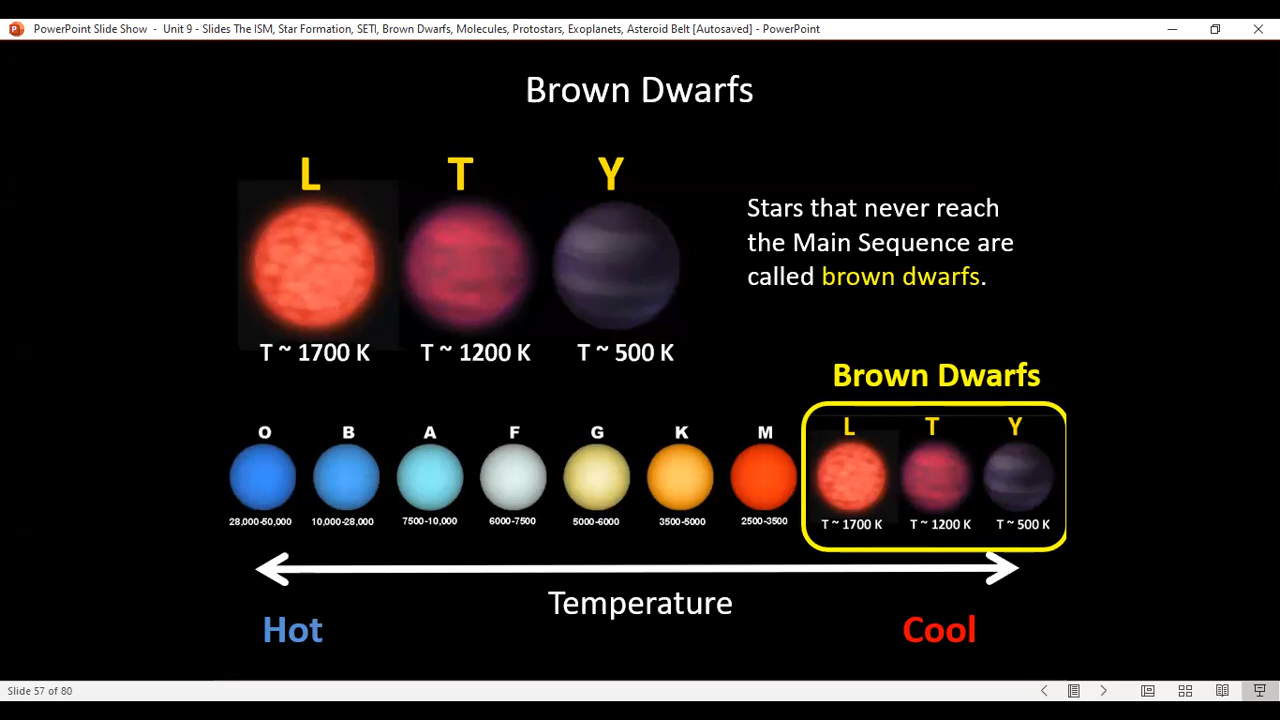 PowerPoint Slide Show - Unit 9 - Slides The ISM, Star Formation, SETI, Brown Dwarfs, Molecules, Protostars, Exoplanets, Asteroid Belt [Autosaved] - PowerPoint
Brown Dwarfs
L T Y
T ~ 1700 K T ~ 1200 K T ~ 500 K
Stars that never reach
the Main Sequence are
called brown dwarfs.
Brown Dwarfs
O B A F G K M L T Y
28,000-50,000 10,000-28,000 7500-10,000 6000-7500 5000-6000 3500-5000 2500-3500 T ~ 1700 K T ~ 1200 K T ~ 500 K
Temperature
Hot Cool
Slide 57 of 80